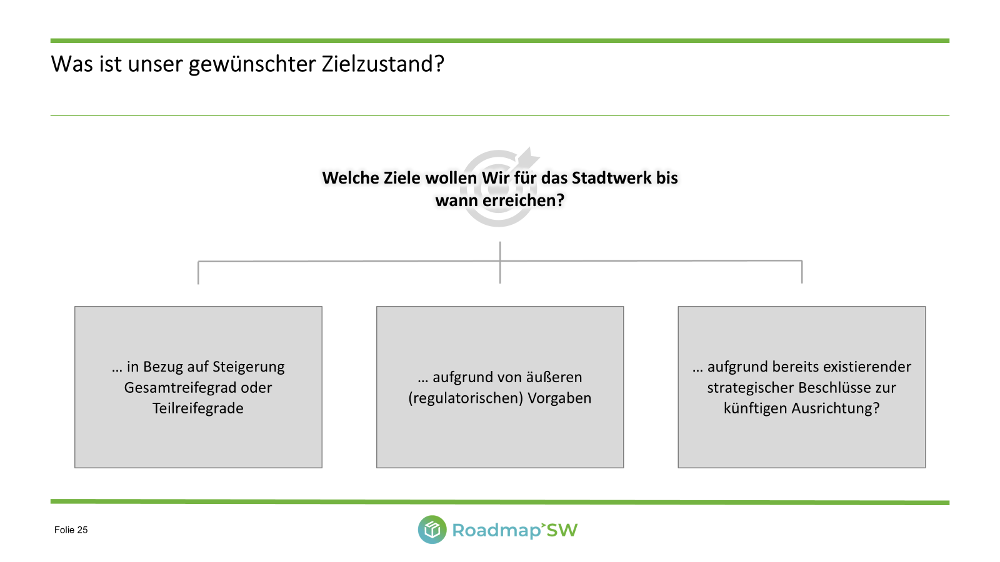 Was ist unser gewünschter Zielzustand?
Welche Ziele wollen Wir für das Stadtwerk bis
wann erreichen?
… in Bezug auf Steigerung
Gesamtreifegrad oder
Teilreifegrade
… aufgrund von äußeren
(regulatorischen) Vorgaben
… aufgrund bereits existierender
strategischer Beschlüsse zur
künftigen Ausrichtung?
Folie 25
Roadmap>SW